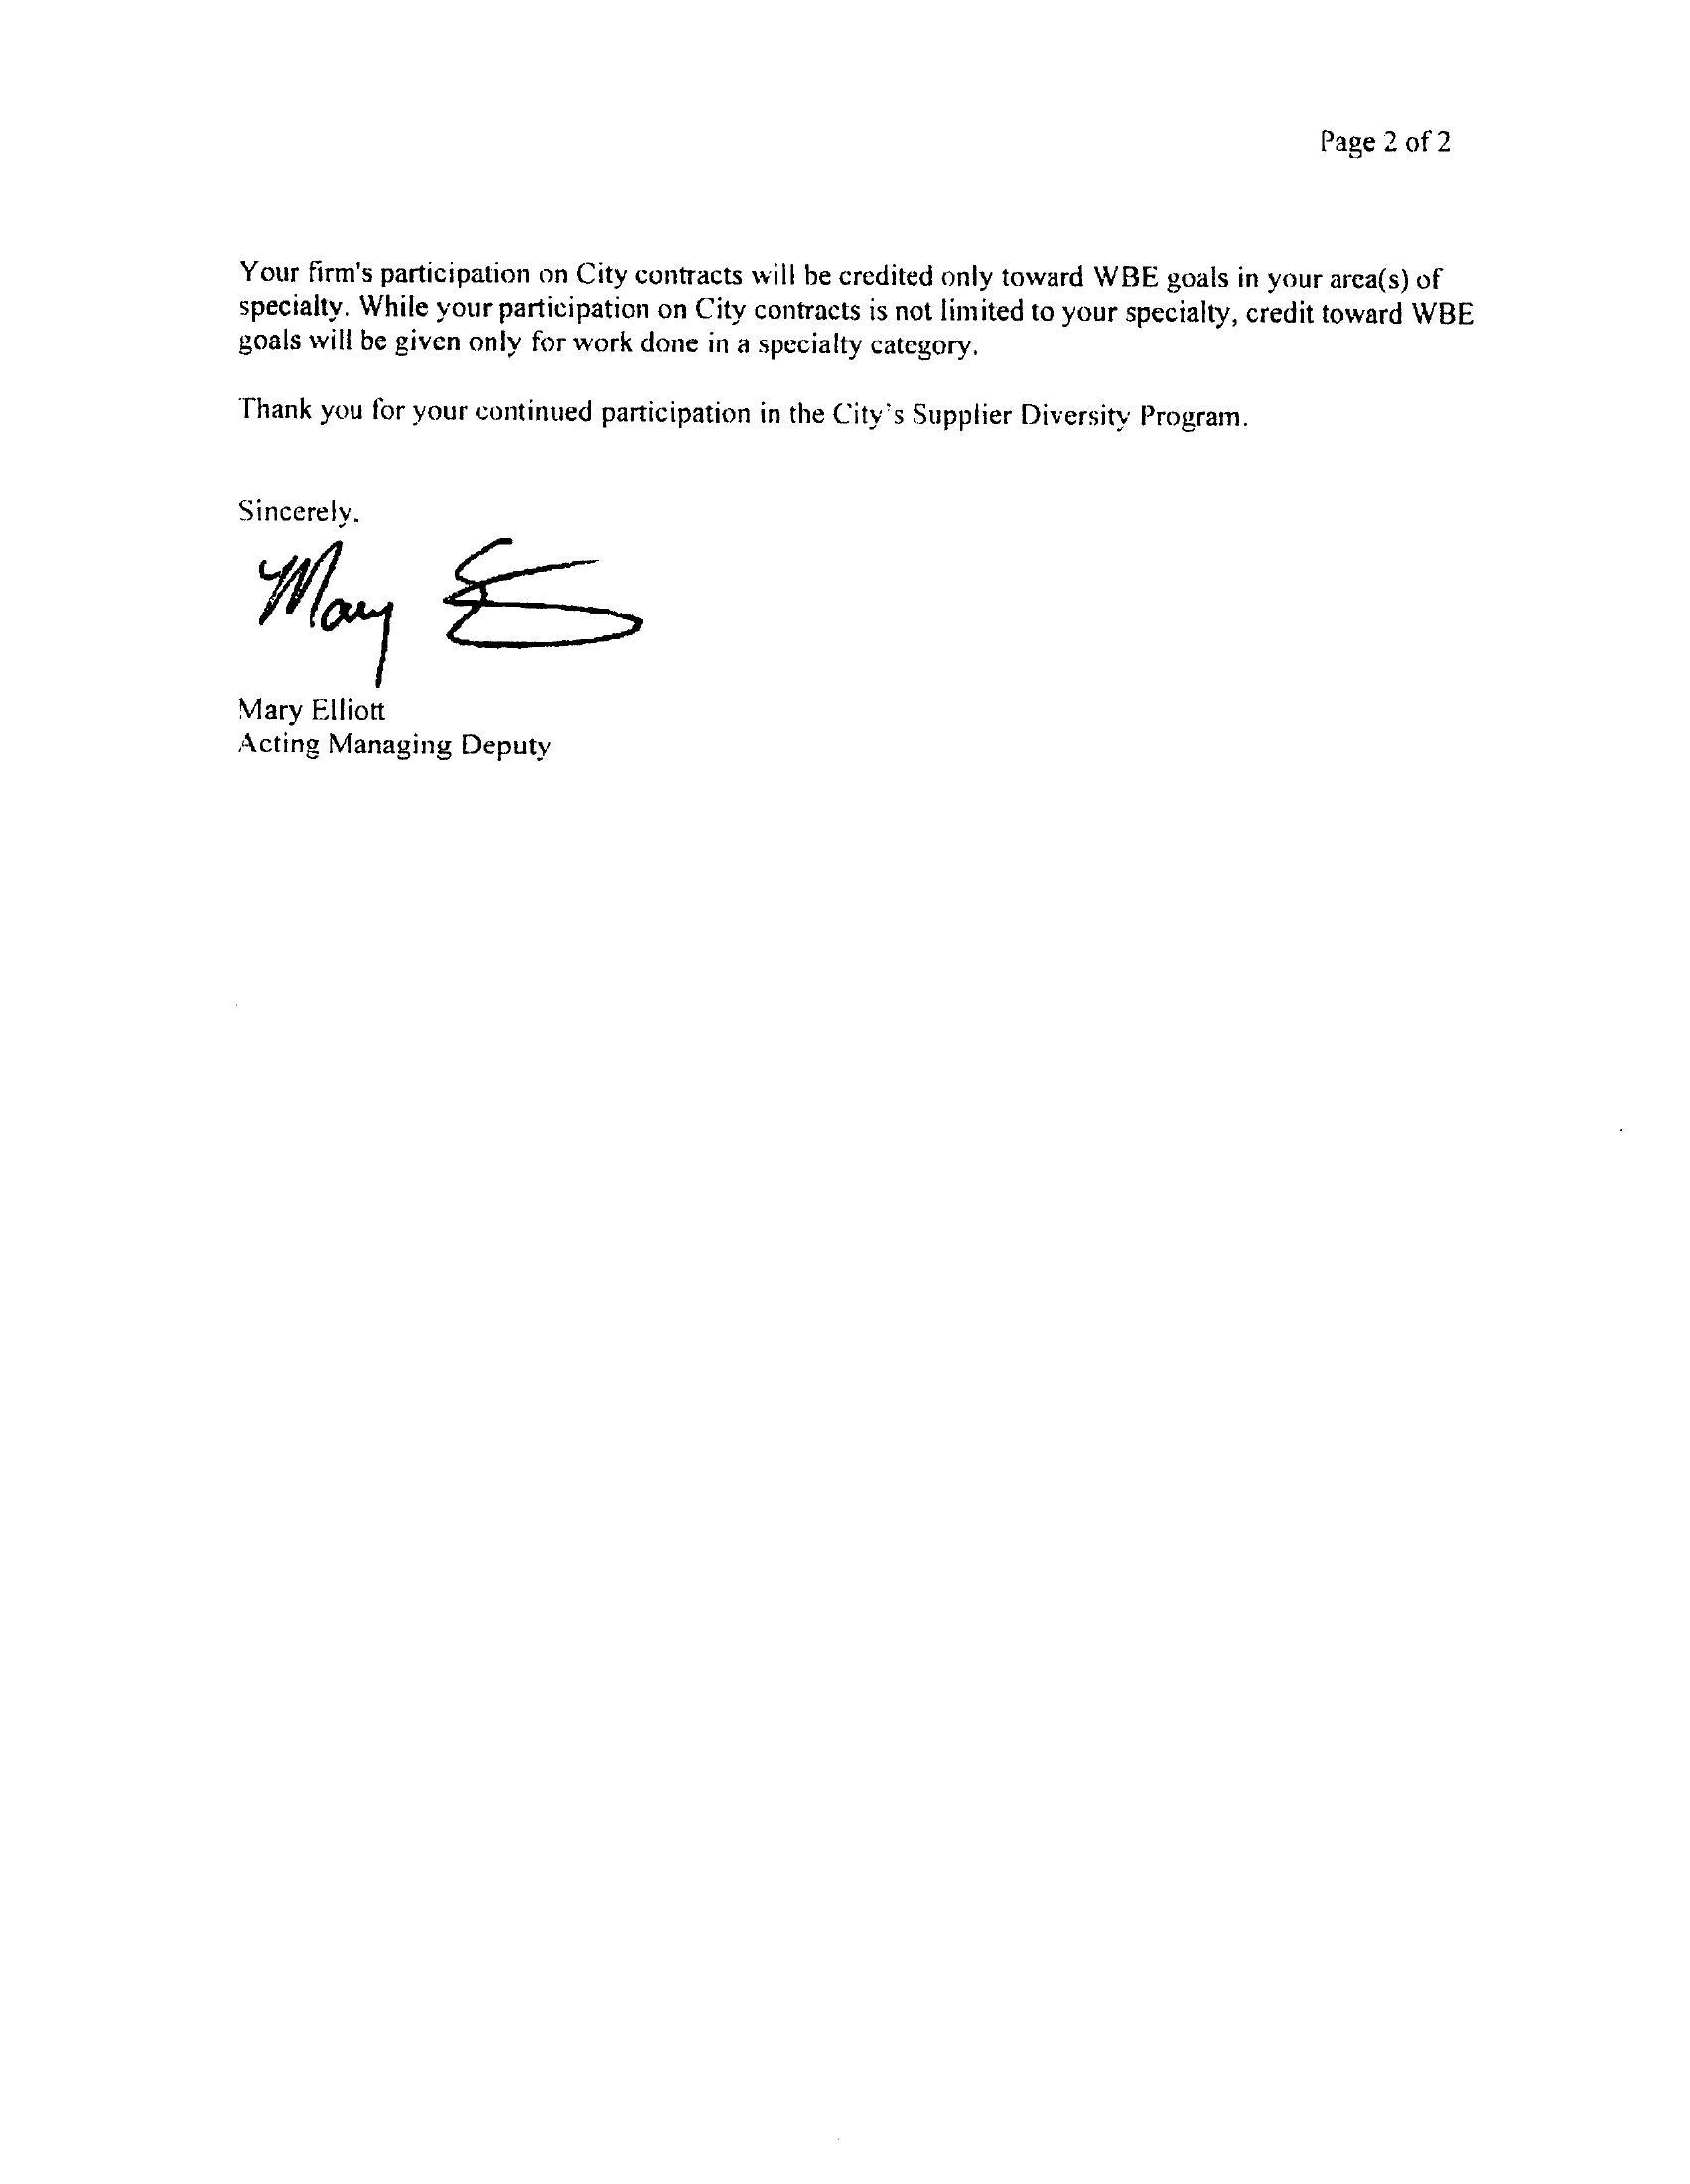 Page 2 of 2
Your firm's participation on City contracts will be credited only toward WBE goals in your area(s) of
specialty. While your participation on City contracts is not limited to your specialty, credit toward WBE
goals will be given only for work done in a specialty category.
Thank you for your continued participation in the City's Supplier Diversity Program.
Sincerely,
Mary E
Mary Elliott
Acting Managing Deputy